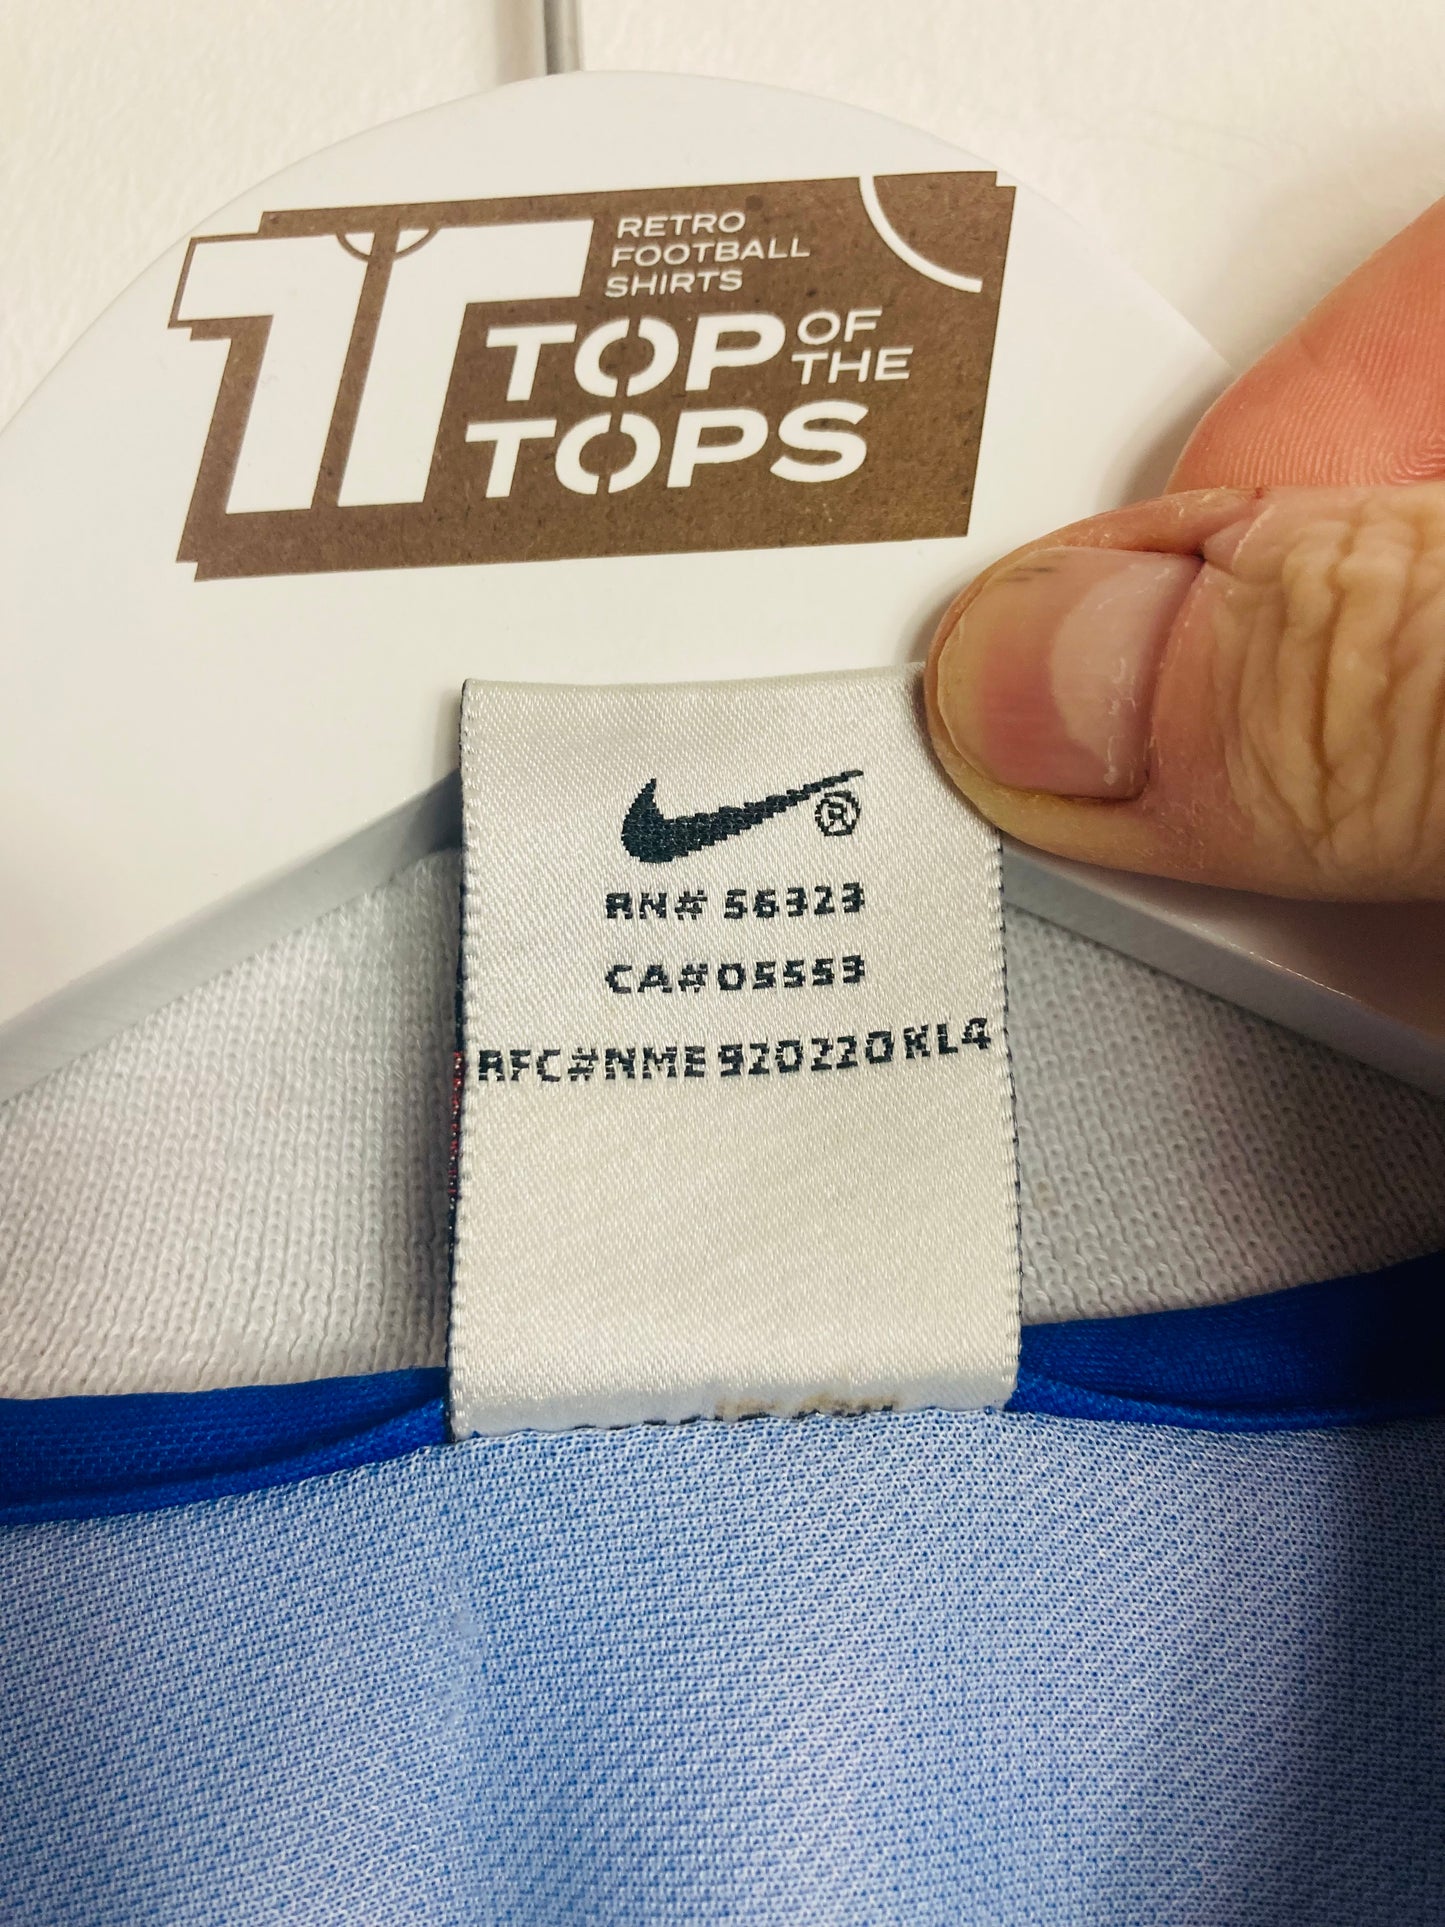 RETRO
FOOTBALL
SHIRTS
TOP OF THE
TOPS
®
RN# 56323
CA#05553
RFC#NME920220KL4